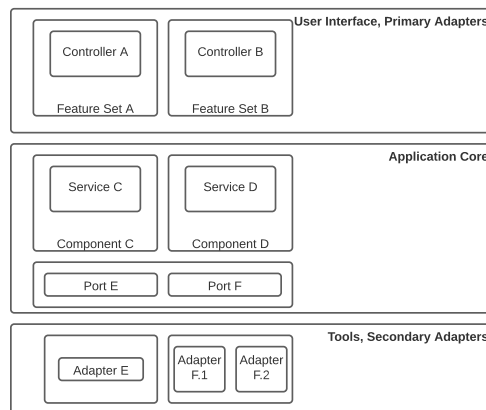 User Interface, Primary Adapters
Controller A
Controller B
Feature Set A
Feature Set B
Application Core
Service C
Service D
Component C
Component D
Port E
Port F
Tools, Secondary Adapters
Adapter E
Adapter
F.1
Adapter
F.2